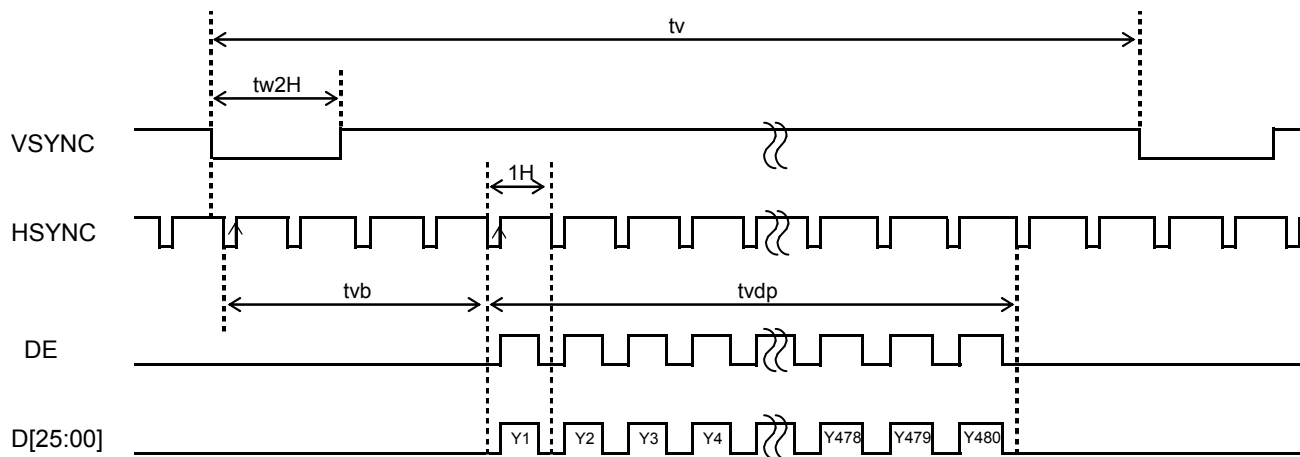 tv
tw2H
VSYNC
1H
HSYNC
tvb
tvdp
DE
D[25:00]
Y1
Y2
Y3
Y4
Y478
Y479
Y480